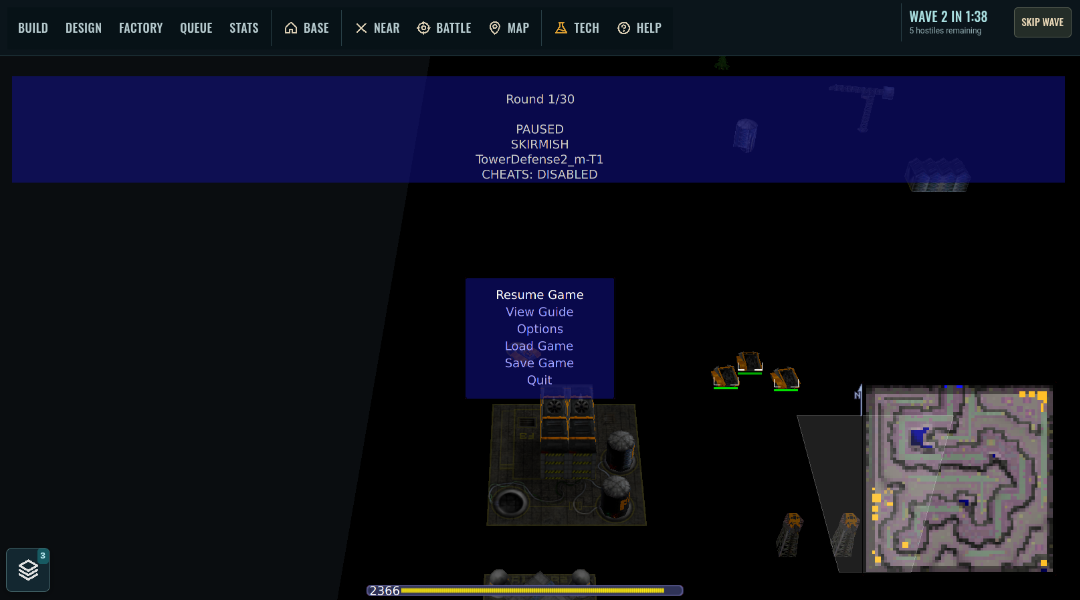 BUILD DESIGN FACTORY QUEUE STATS BASE NEAR BATTLE MAP TECH HELP
WAVE 2 IN 1:38
5 hostiles remaining
SKIP WAVE
Round 1/30
PAUSED
SKIRMISH
TowerDefense2_m-T1
CHEATS: DISABLED
Resume Game
View Guide
Options
Load Game
Save Game
Quit
N
3
2366